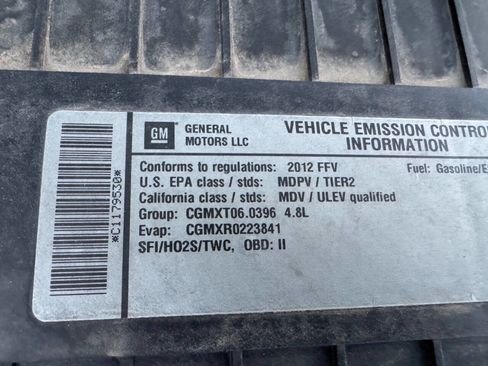 GM
GENERAL
MOTORS LLC
VEHICLE EMISSION CONTROL
INFORMATION
Conforms to regulations: 2012 FFV Fuel: Gasoline/E
U.S. EPA class / stds: MDPV / TIER2
California class / stds: MDV / ULEV qualified
Group: CGMXT06.0396 4.8L
Evap: CGMXR0223841
SFI/HO2S/TWC, OBD: II
*C1179530*